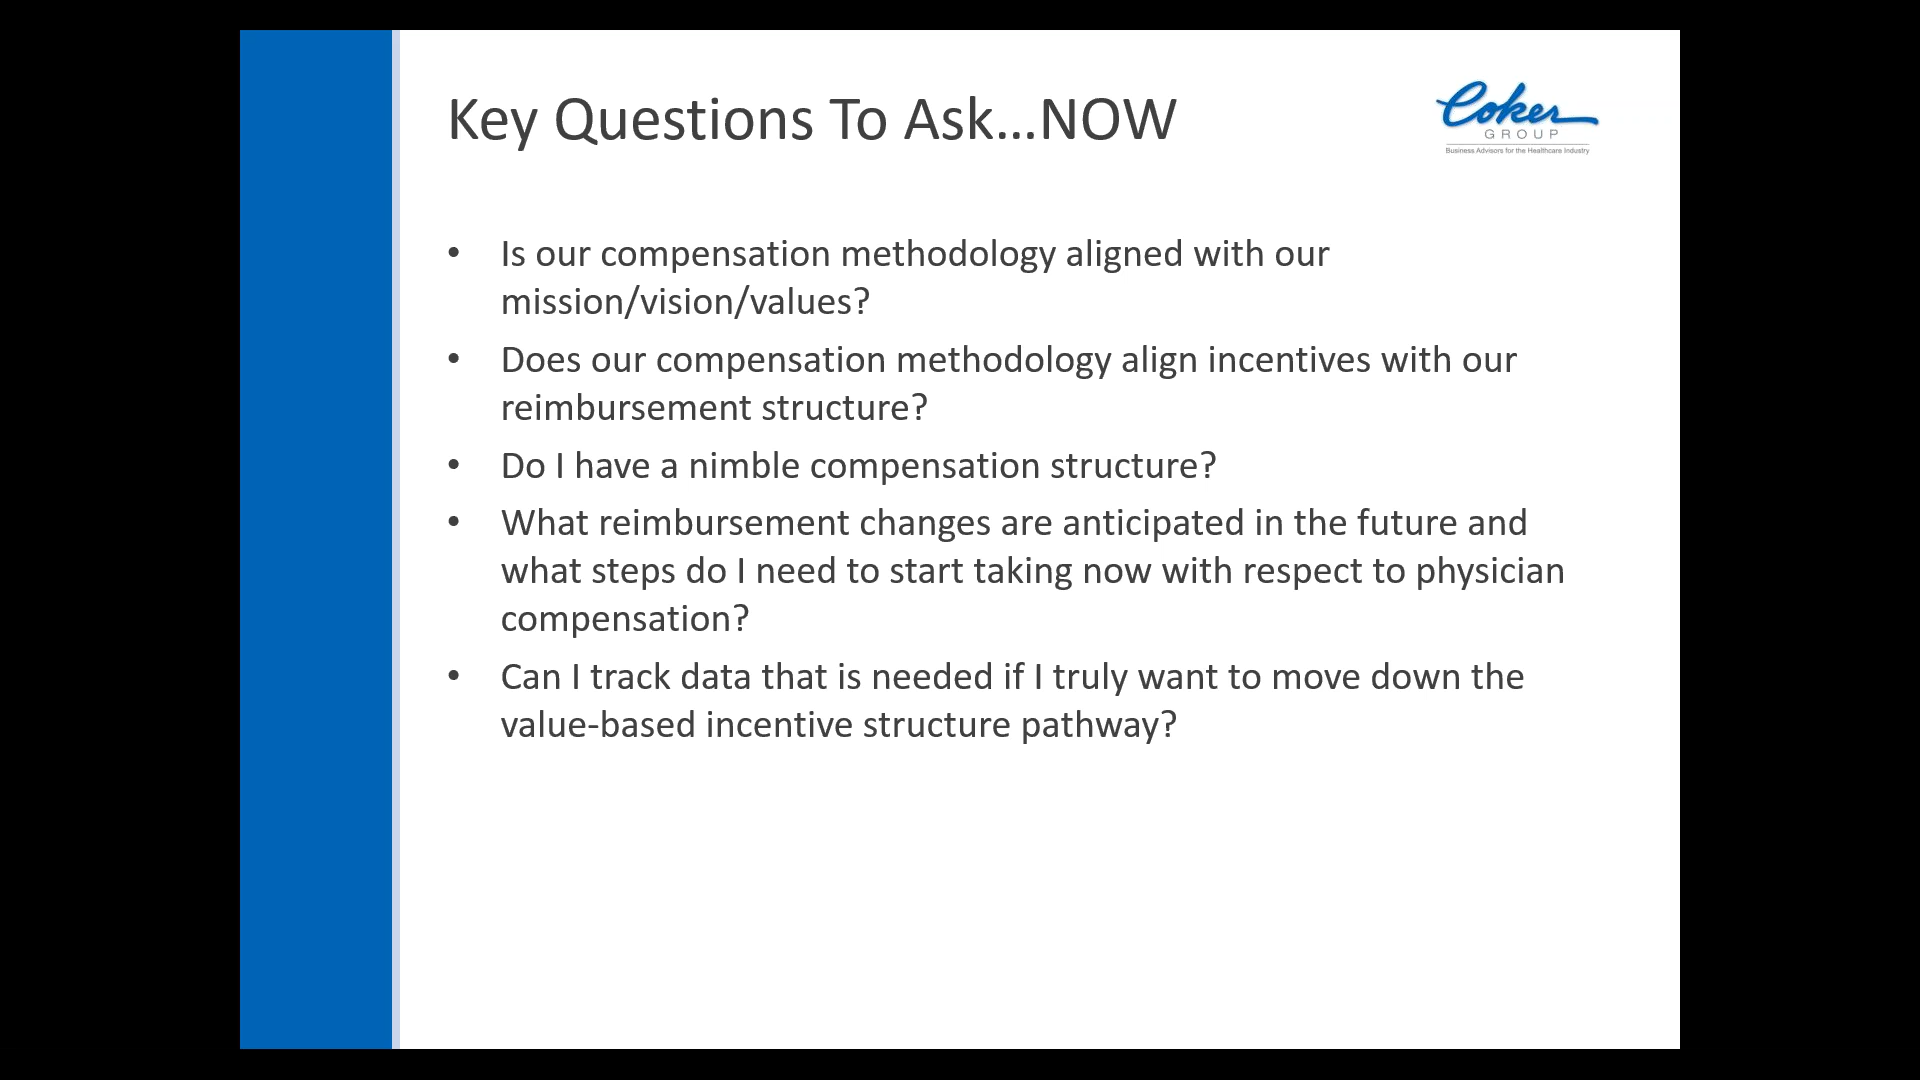 Key Questions To Ask...NOW
Coker
GROUP
Business Advisors for the Healthcare Industry
• Is our compensation methodology aligned with our
mission/vision/values?
• Does our compensation methodology align incentives with our
reimbursement structure?
• Do I have a nimble compensation structure?
• What reimbursement changes are anticipated in the future and
what steps do I need to start taking now with respect to physician
compensation?
• Can I track data that is needed if I truly want to move down the
value-based incentive structure pathway?